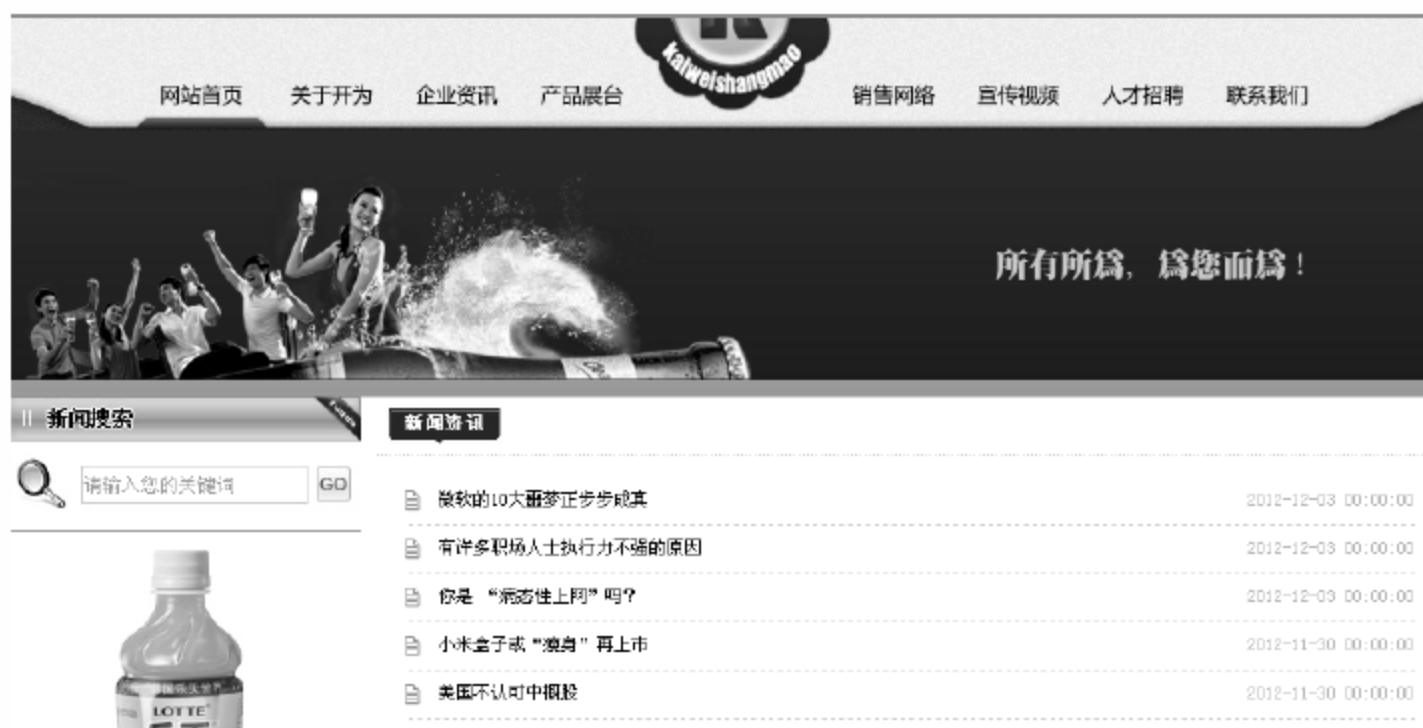 kaiweishangmao
网站首页 关于开为 企业资讯 产品展台 销售网络 宣传视频 人才招聘 联系我们
所有所為，為您而為！
新闻搜索
新闻资讯
请输入您的关键词 GO
微软的10大噩梦正步步成真 2012-12-03 00:00:00
有许多职场人士执行力不强的原因 2012-12-03 00:00:00
你是 “病态性上网”吗？ 2012-12-03 00:00:00
小米盒子或“瘦身”再上市 2012-11-30 00:00:00
美国不认可中概股 2012-11-30 00:00:00
LOTTE